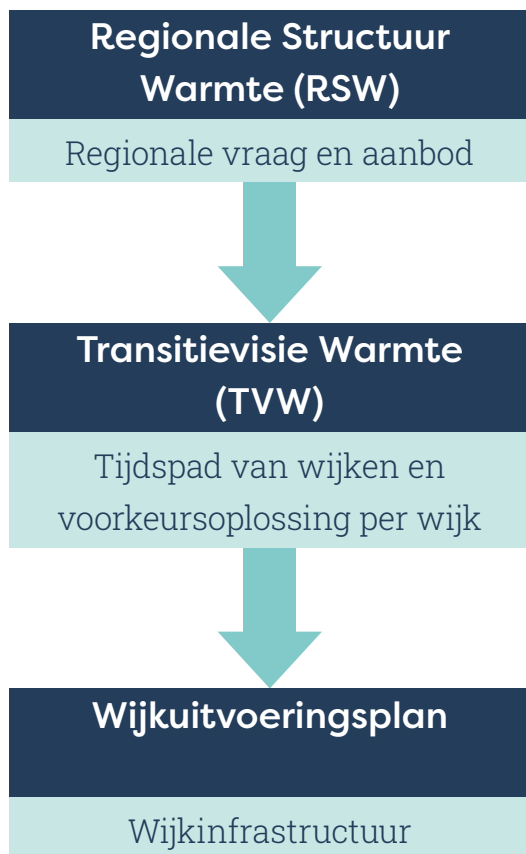 Regionale Structuur
Warmte (RSW)
Regionale vraag en aanbod
Transitievisie Warmte
(TVW)
Tijdspad van wijken en
voorkeursoplossing per wijk
Wijkuitvoeringsplan
Wijkinfrastructuur